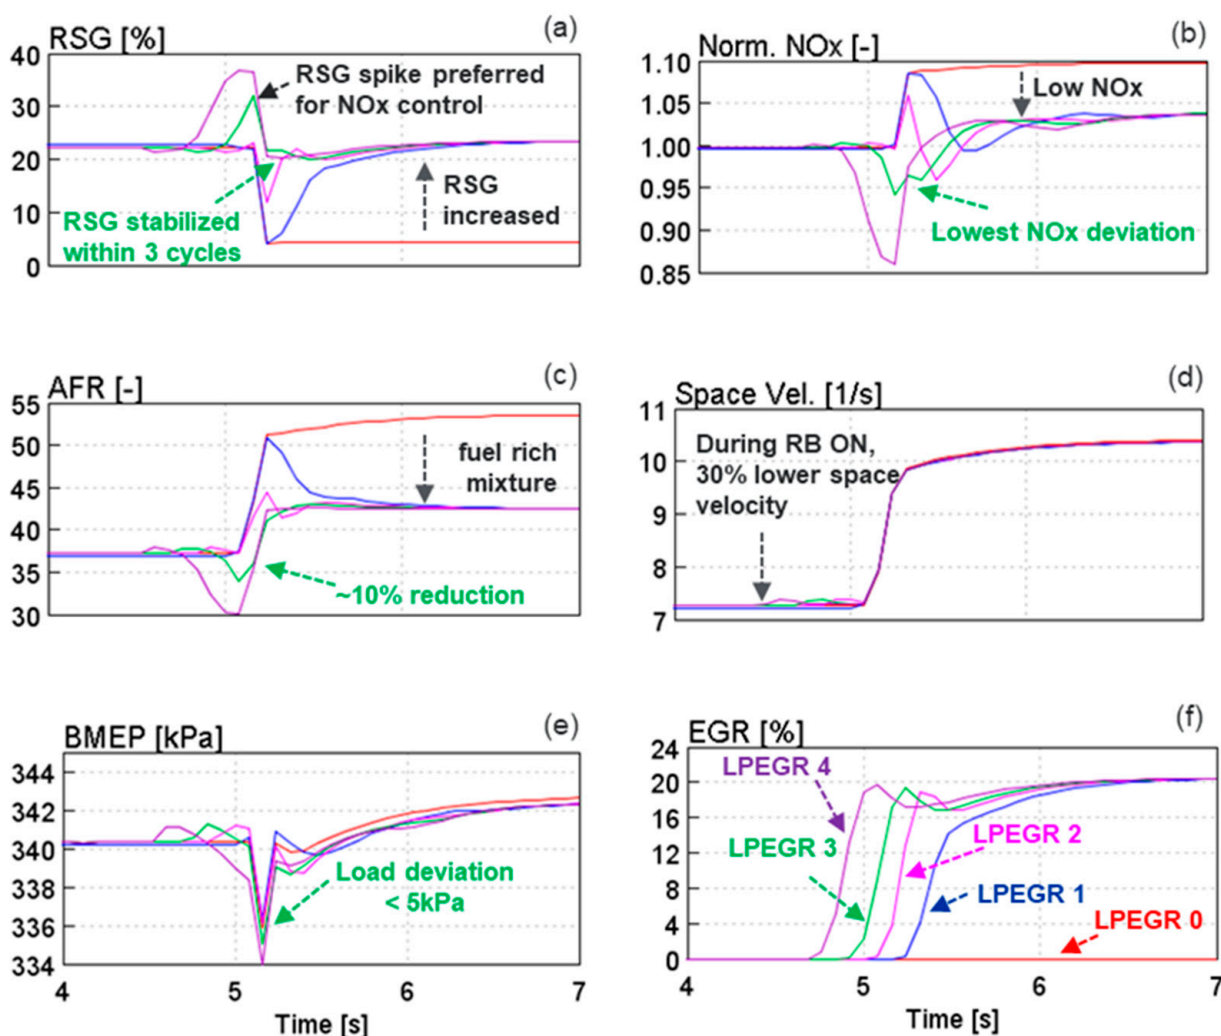 RSG [%]
(a)
40
30
20
10
0
RSG spike preferred
for NOx control
RSG stabilized
within 3 cycles
RSG
increased
Norm. NOx [-]
(b)
1.10
1.05
1.00
0.95
0.90
0.85
Low NOx
Lowest NOx deviation
AFR [-]
(c)
55
50
45
40
35
30
fuel rich
mixture
~10% reduction
Space Vel. [1/s]
(d)
11
10
9
8
7
During RB ON,
30% lower space
velocity
BMEP [kPa]
(e)
344
342
340
338
336
334
Load deviation
< 5kPa
4
5
6
7
Time [s]
EGR [%]
(f)
24
20
16
12
8
4
0
LPEGR 4
LPEGR 3
LPEGR 2
LPEGR 1
LPEGR 0
4
5
6
7
Time [s]